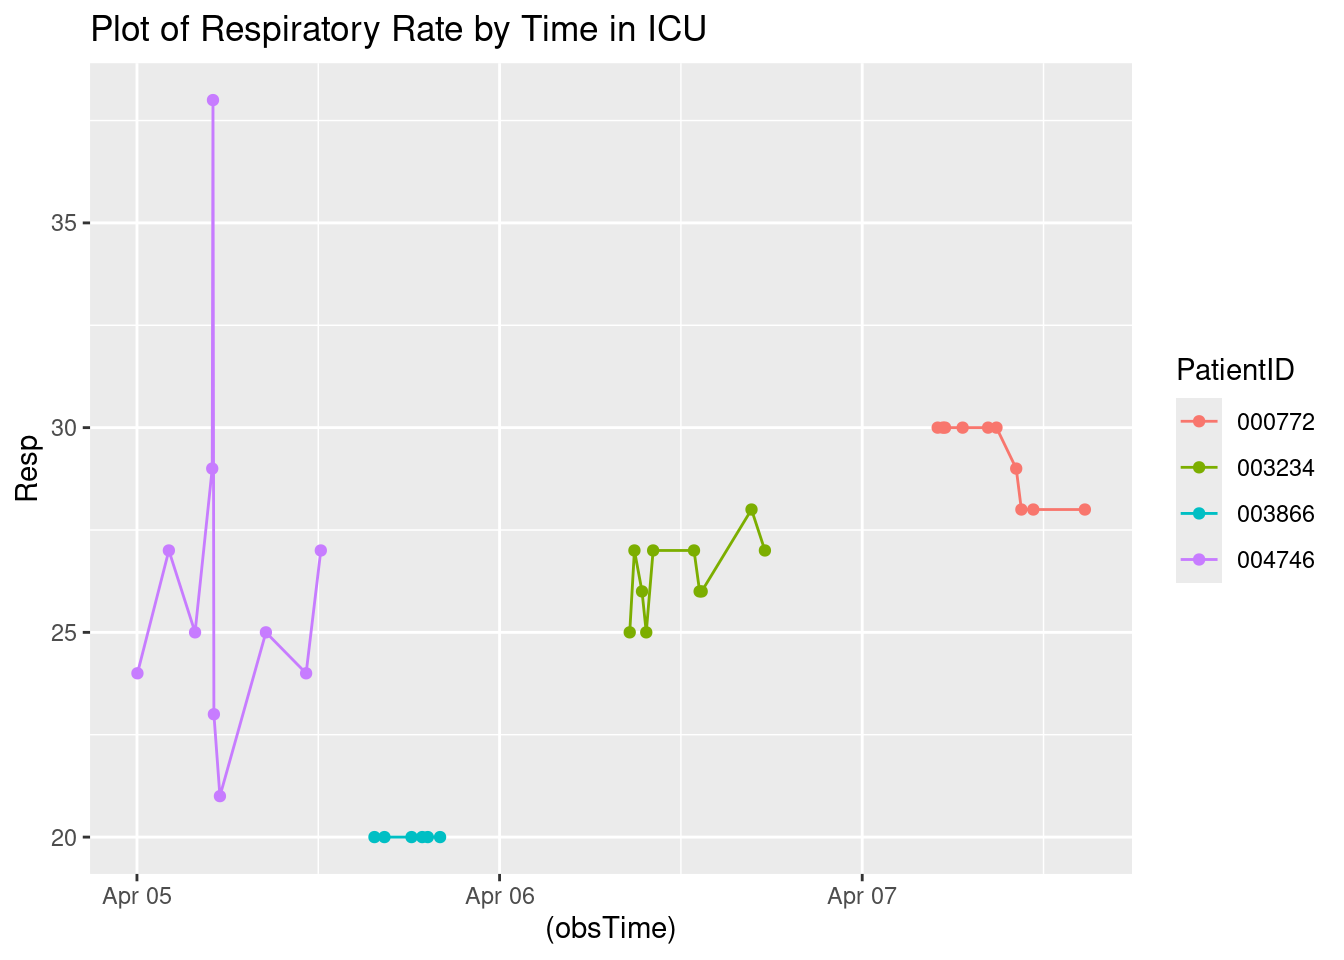 Plot of Respiratory Rate by Time in ICU
Resp
35
30
25
20
Apr 05
Apr 06
Apr 07
(obsTime)
PatientID
000772
003234
003866
004746